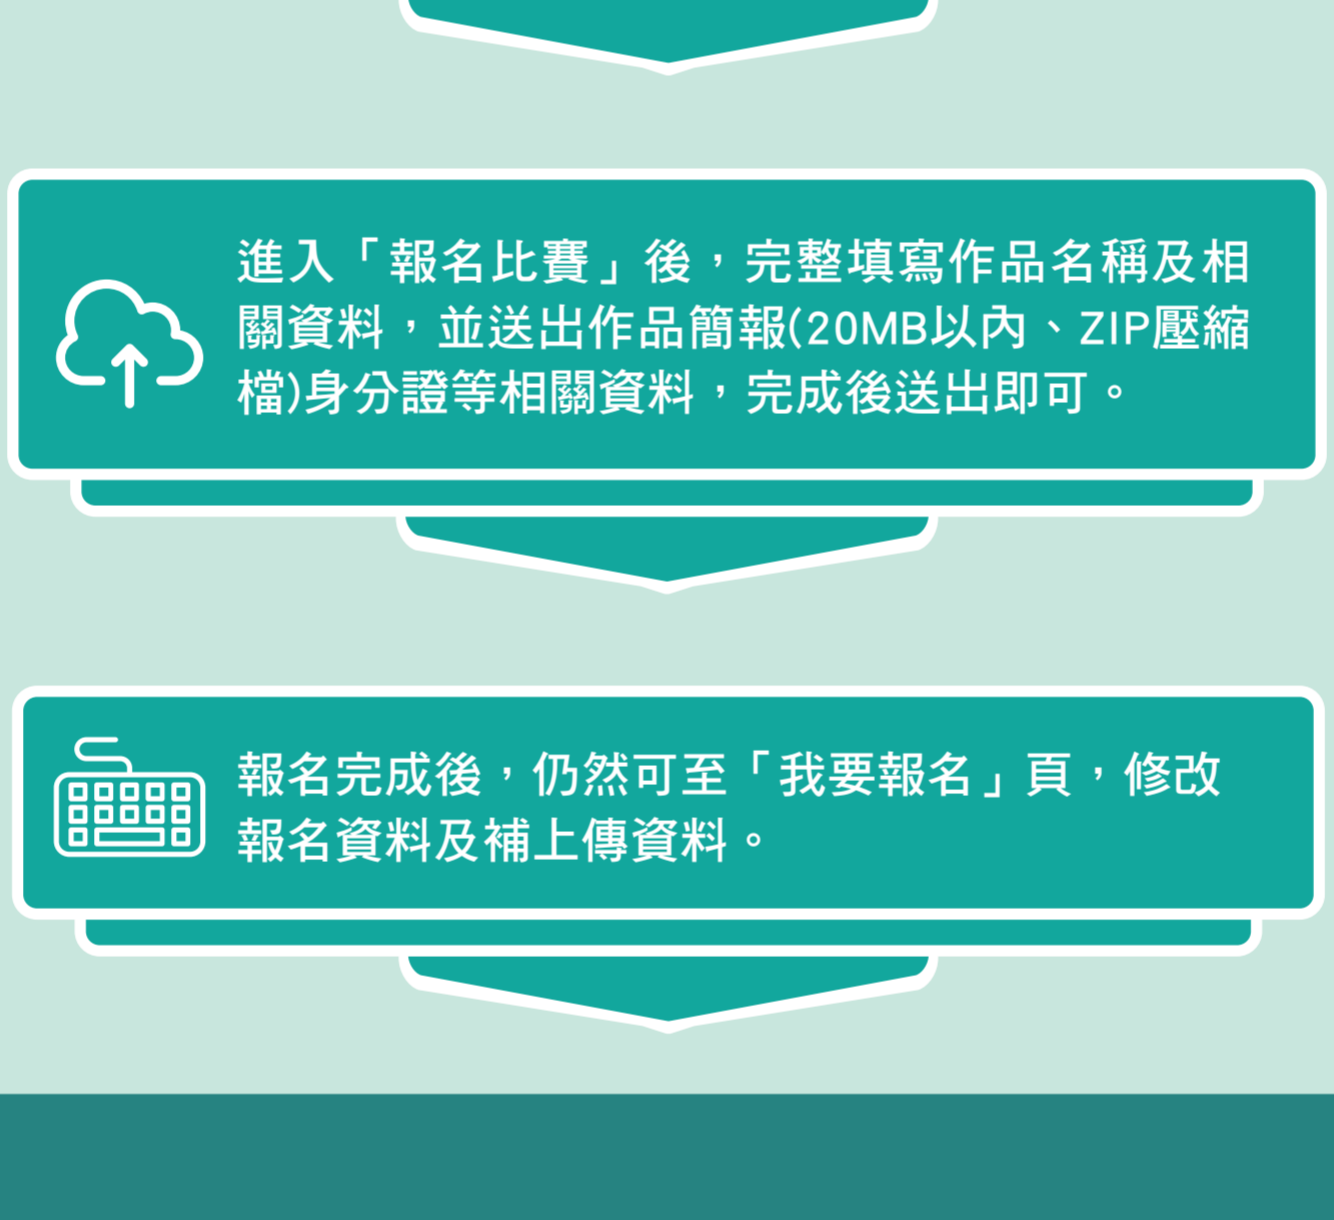 進入「報名比賽」後，完整填寫作品名稱及相
關資料，並送出作品簡報(20MB以內、ZIP壓縮
檔)身分證等相關資料，完成後送出即可。
報名完成後，仍然可至「我要報名」頁，修改
報名資料及補上傳資料。